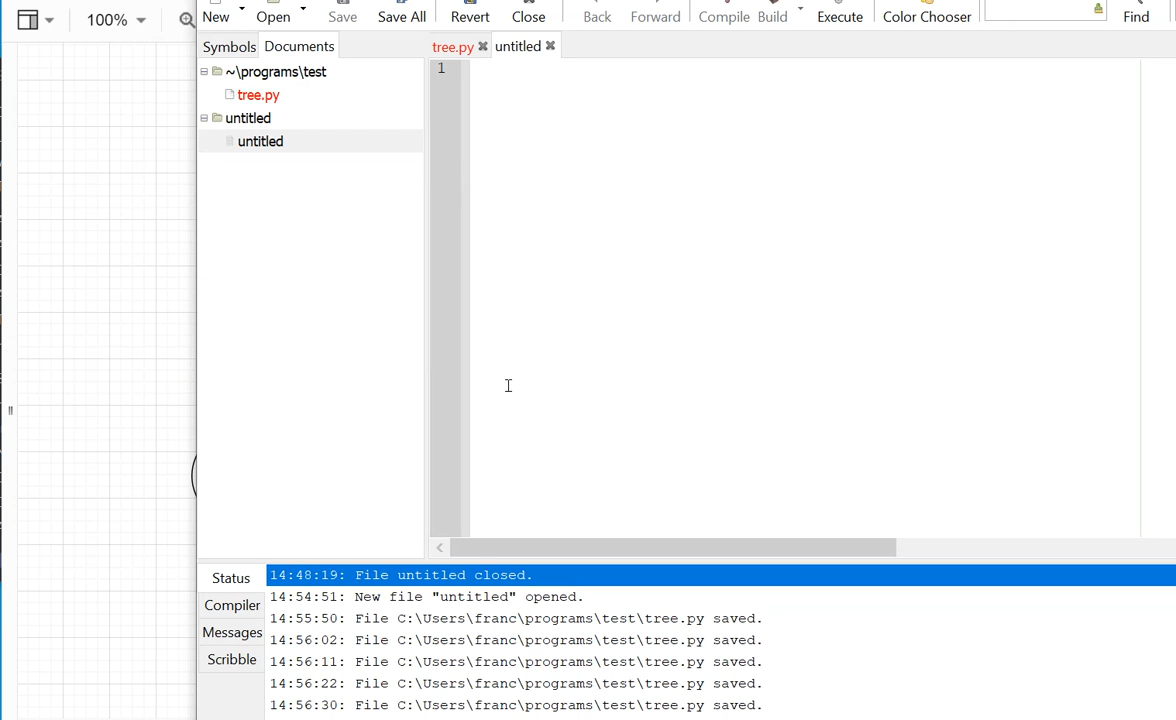 100%
New Open Save Save All Revert Close Back Forward Compile Build Execute Color Chooser Find
Symbols Documents
tree.py untitled
~\programs\test
tree.py
untitled
untitled
1
Status
Compiler
Messages
Scribble
14:48:19: File untitled closed.
14:54:51: New file "untitled" opened.
14:55:50: File C:\Users\franc\programs\test\tree.py saved.
14:56:02: File C:\Users\franc\programs\test\tree.py saved.
14:56:11: File C:\Users\franc\programs\test\tree.py saved.
14:56:22: File C:\Users\franc\programs\test\tree.py saved.
14:56:30: File C:\Users\franc\programs\test\tree.py saved.